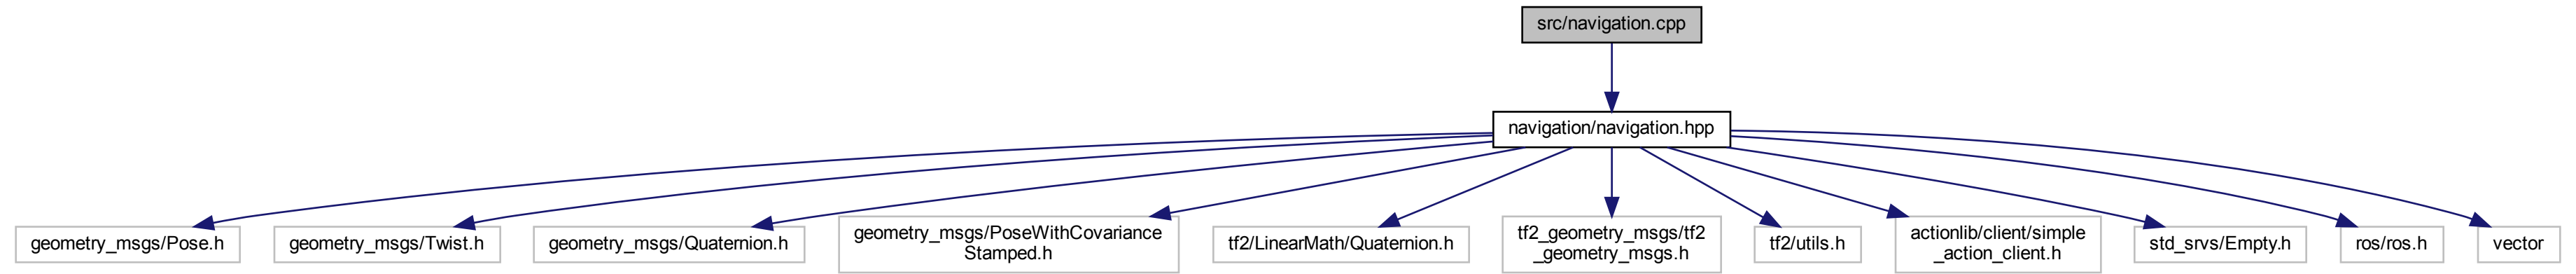 src/navigation.cpp
navigation/navigation.hpp
geometry_msgs/Pose.h
geometry_msgs/Twist.h
geometry_msgs/Quaternion.h
geometry_msgs/PoseWithCovariance
Stamped.h
tf2/LinearMath/Quaternion.h
tf2_geometry_msgs/tf2
_geometry_msgs.h
tf2/utils.h
actionlib/client/simple
_action_client.h
std_srvs/Empty.h
ros/ros.h
vector